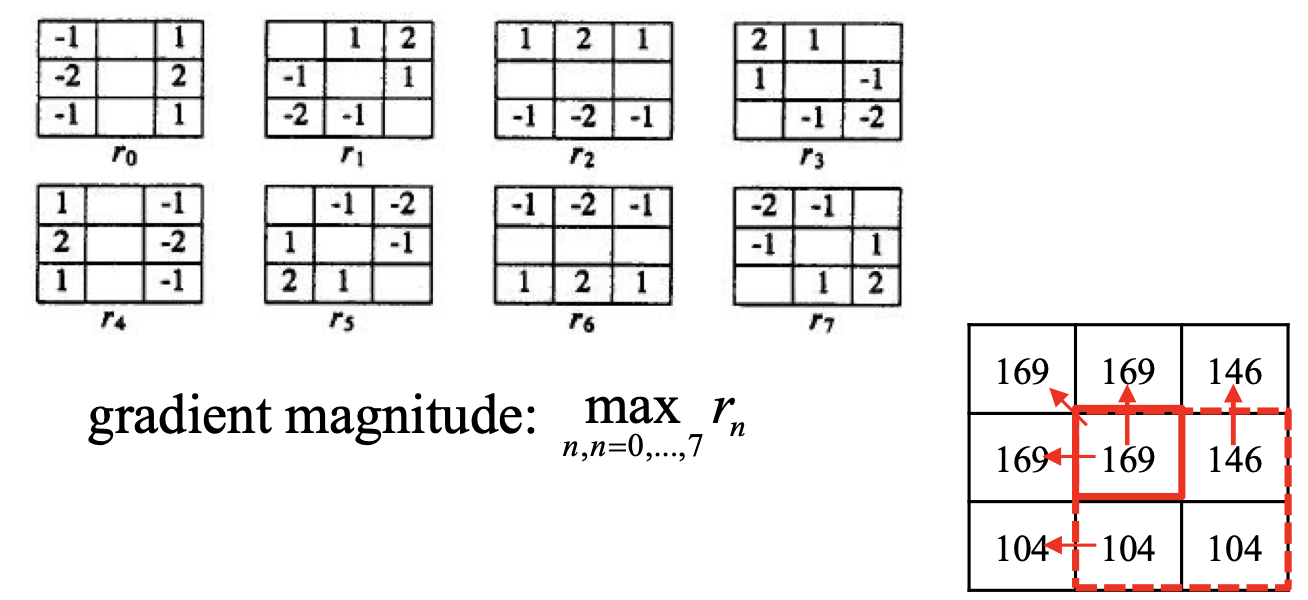 -1 1 1 2 1 2 1 2 1
-2 2 -1 1 1 -1
-1 1 -2 -1 -1 -2 -1 -1 -2
r0 r1 r2 r3
1 -1 -1 -2 -1 -2 -1 -2 -1
2 -2 1 -1 -1 1
1 -1 2 1 1 2 1 1 2
r4 r5 r6 r7
gradient magnitude: max rn
n,n=0,...,7
169 169 146
169 169 146
104 104 104